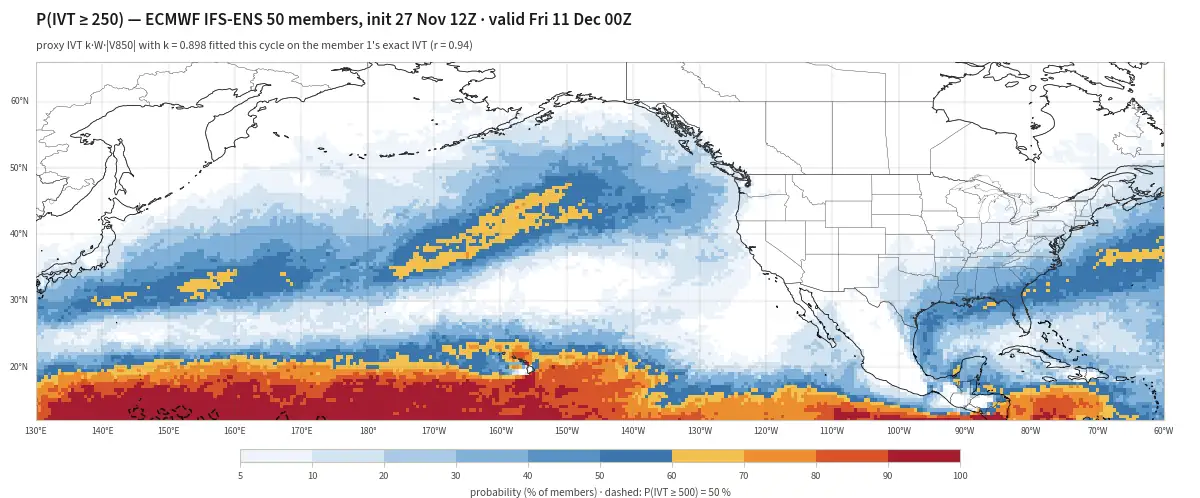 P(IVT ≥ 250) — ECMWF IFS-ENS 50 members, init 27 Nov 12Z · valid Fri 11 Dec 00Z
proxy IVT k·W·|V850| with k = 0.898 fitted this cycle on the member 1's exact IVT (r = 0.94)
60°N
50°N
40°N
30°N
20°N
130°E 140°E 150°E 160°E 170°E 180° 170°W 160°W 150°W 140°W 130°W 120°W 110°W 100°W 90°W 80°W 70°W 60°W
5 10 20 30 40 50 60 70 80 90 100
probability (% of members) · dashed: P(IVT ≥ 500) = 50 %